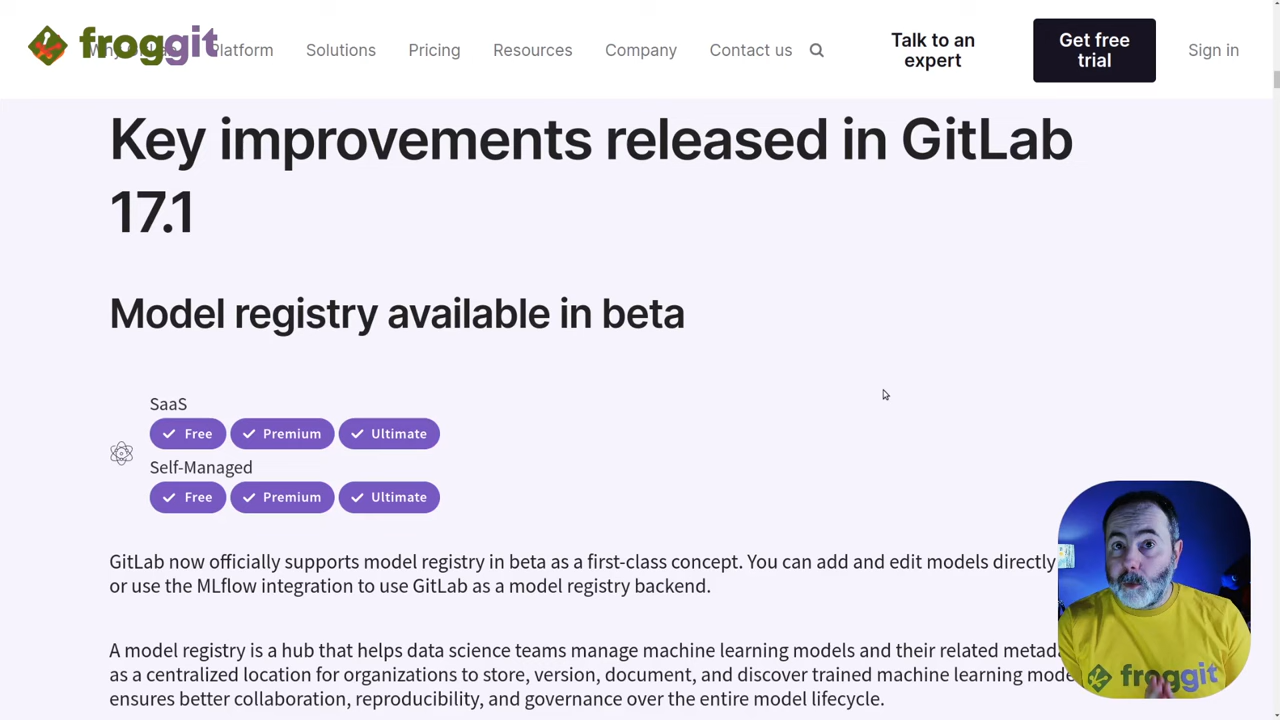 froggit
Platform
Solutions
Pricing
Resources
Company
Contact us
Talk to an
expert
Get free
trial
Sign in
Key improvements released in GitLab
17.1
Model registry available in beta
SaaS
Free
Premium
Ultimate
Self-Managed
Free
Premium
Ultimate
GitLab now officially supports model registry in beta as a first-class concept. You can add and edit models directly
or use the MLflow integration to use GitLab as a model registry backend.
A model registry is a hub that helps data science teams manage machine learning models and their related
as a centralized location for organizations to store, version, document, and discover trained machine learning
ensures better collaboration, reproducibility, and governance over the entire model lifecycle.
froggit